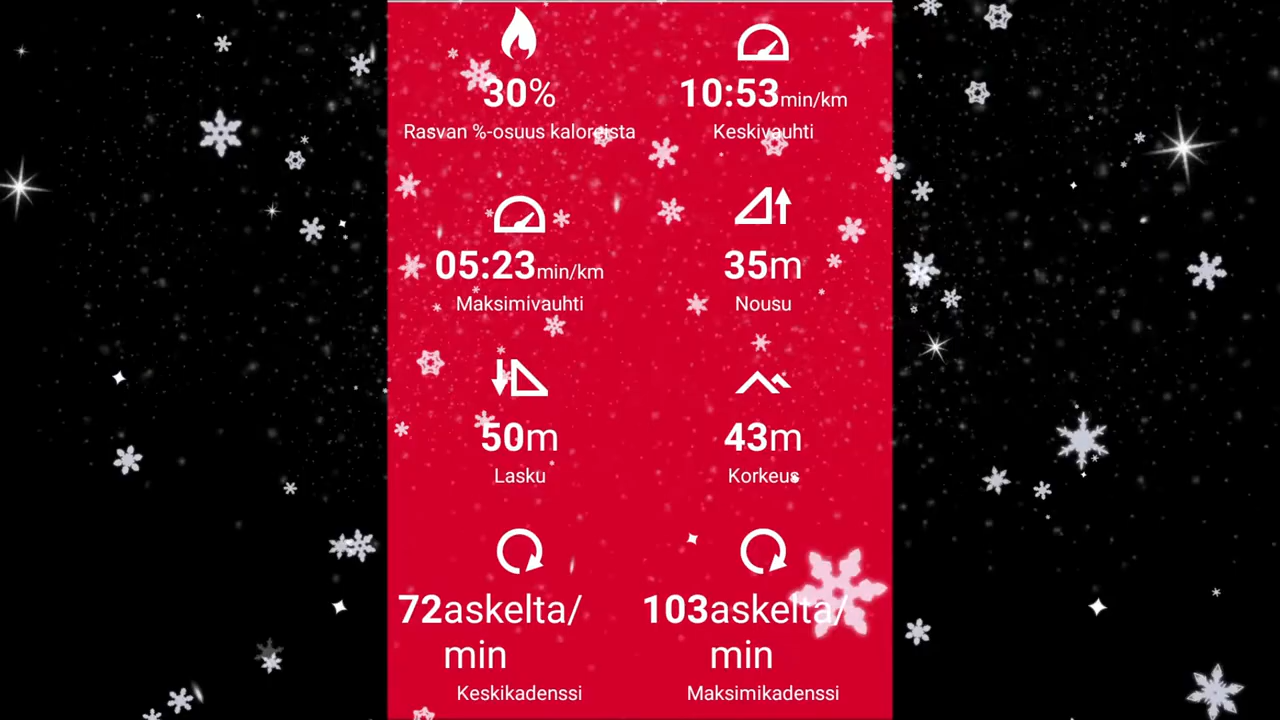 30% 10:53min/km
Rasvan %-osuus kaloreista Keskivauhti
05:23min/km 35m
Maksimivauhti Nousu
50m 43m
Lasku Korkeus
72askelta/ 103askelta/
min min
Keskikadenssi Maksimikadenssi